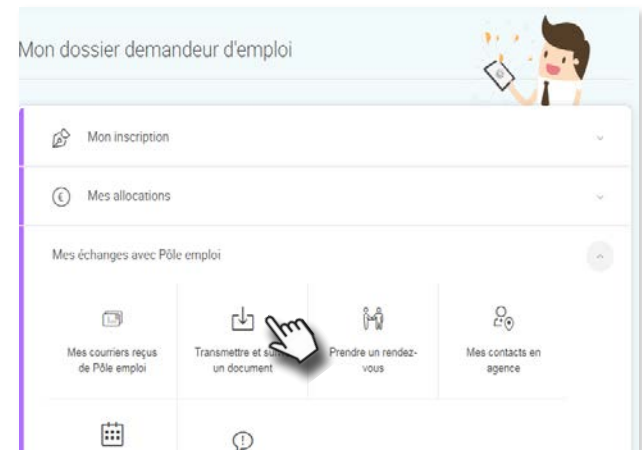 Mon dossier demandeur d'emploi
Mon inscription
Mes allocations
Mes échanges avec Pôle emploi
Mes courriers reçus
de Pôle emploi
Transmettre et
un document
Prendre un rendez-
vous
Mes contacts en
agence